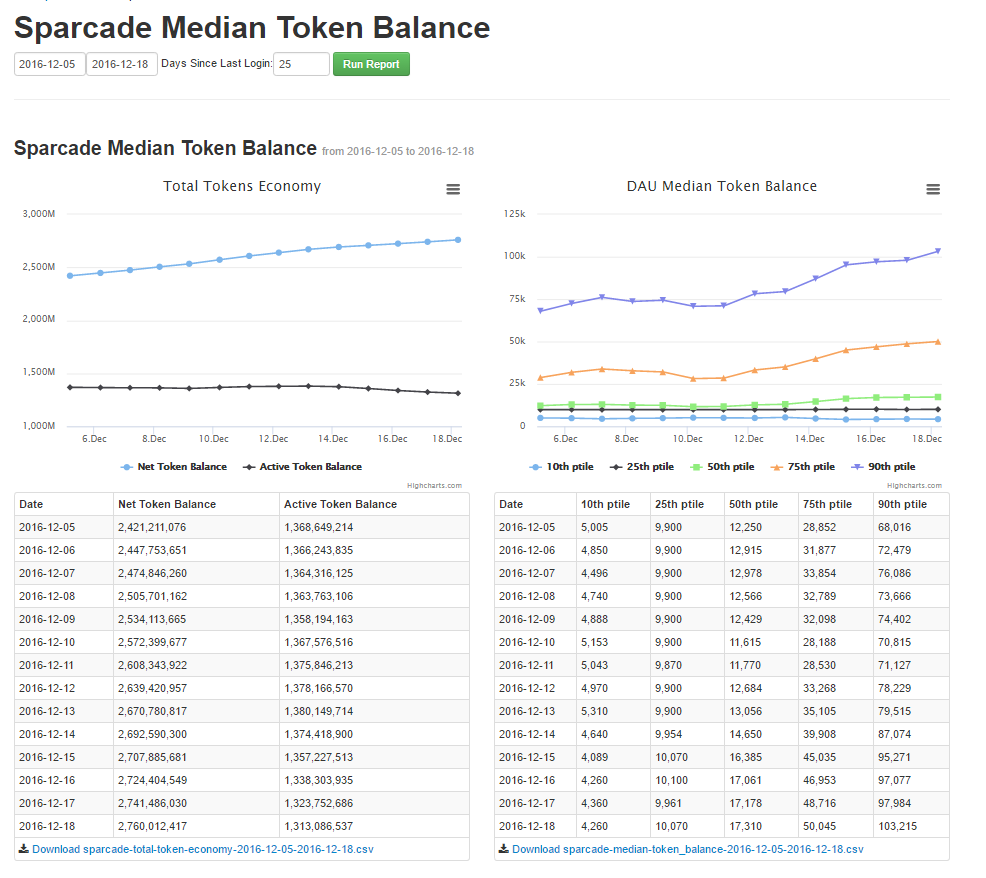 Sparcade Median Token Balance
2016-12-05 2016-12-18 Days Since Last Login: 25 Run Report
Sparcade Median Token Balance from 2016-12-05 to 2016-12-18
Total Tokens Economy
3,000M
2,500M
2,000M
1,500M
1,000M
6.Dec 8.Dec 10.Dec 12.Dec 14.Dec 16.Dec 18.Dec
Net Token Balance Active Token Balance
Highcharts.com
Date Net Token Balance Active Token Balance
2016-12-05 2,421,211,076 1,368,649,214
2016-12-06 2,447,753,651 1,366,243,835
2016-12-07 2,474,846,260 1,364,316,125
2016-12-08 2,505,701,162 1,363,763,106
2016-12-09 2,534,113,665 1,358,194,163
2016-12-10 2,572,399,677 1,367,576,516
2016-12-11 2,608,343,922 1,375,846,213
2016-12-12 2,639,420,957 1,378,166,570
2016-12-13 2,670,780,817 1,380,149,714
2016-12-14 2,692,590,300 1,374,418,900
2016-12-15 2,707,885,681 1,357,227,513
2016-12-16 2,724,404,549 1,338,303,935
2016-12-17 2,741,486,030 1,323,752,686
2016-12-18 2,760,012,417 1,313,086,537
Download sparcade-total-token-economy-2016-12-05-2016-12-18.csv
DAU Median Token Balance
125k
100k
75k
50k
25k
0
6.Dec 8.Dec 10.Dec 12.Dec 14.Dec 16.Dec 18.Dec
10th ptile 25th ptile 50th ptile 75th ptile 90th ptile
Highcharts.com
Date 10th ptile 25th ptile 50th ptile 75th ptile 90th ptile
2016-12-05 5,005 9,900 12,250 28,852 68,016
2016-12-06 4,850 9,900 12,915 31,877 72,479
2016-12-07 4,496 9,900 12,978 33,854 76,086
2016-12-08 4,740 9,900 12,566 32,789 73,666
2016-12-09 4,888 9,900 12,429 32,098 74,402
2016-12-10 5,153 9,900 11,615 28,188 70,815
2016-12-11 5,043 9,870 11,770 28,530 71,127
2016-12-12 4,970 9,900 12,684 33,268 78,229
2016-12-13 5,310 9,900 13,056 35,105 79,515
2016-12-14 4,640 9,954 14,650 39,908 87,074
2016-12-15 4,089 10,070 16,385 45,035 95,271
2016-12-16 4,260 10,100 17,061 46,953 97,077
2016-12-17 4,360 9,961 17,178 48,716 97,984
2016-12-18 4,260 10,070 17,310 50,045 103,215
Download sparcade-median-token_balance-2016-12-05-2016-12-18.csv